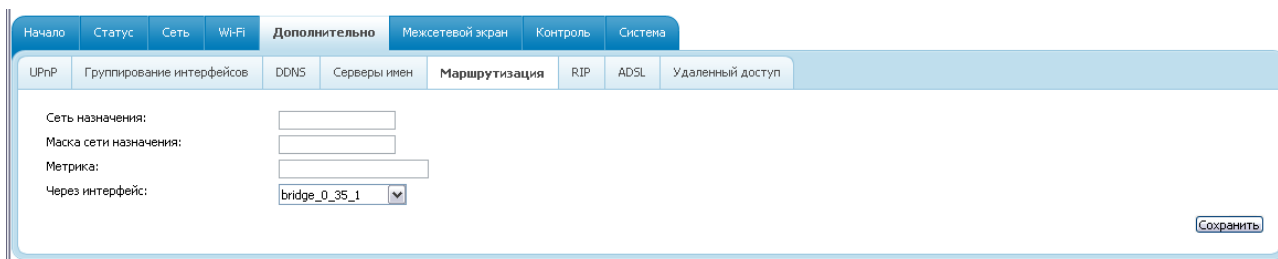 Начало Статус Сеть Wi-Fi Дополнительно Межсетевой экран Контроль Система
UPnP Группирование интерфейсов DDNS Серверы имен Маршрутизация RIP ADSL Удаленный доступ
Сеть назначения:
Маска сети назначения:
Метрика:
Через интерфейс: bridge_0_35_1
Сохранить